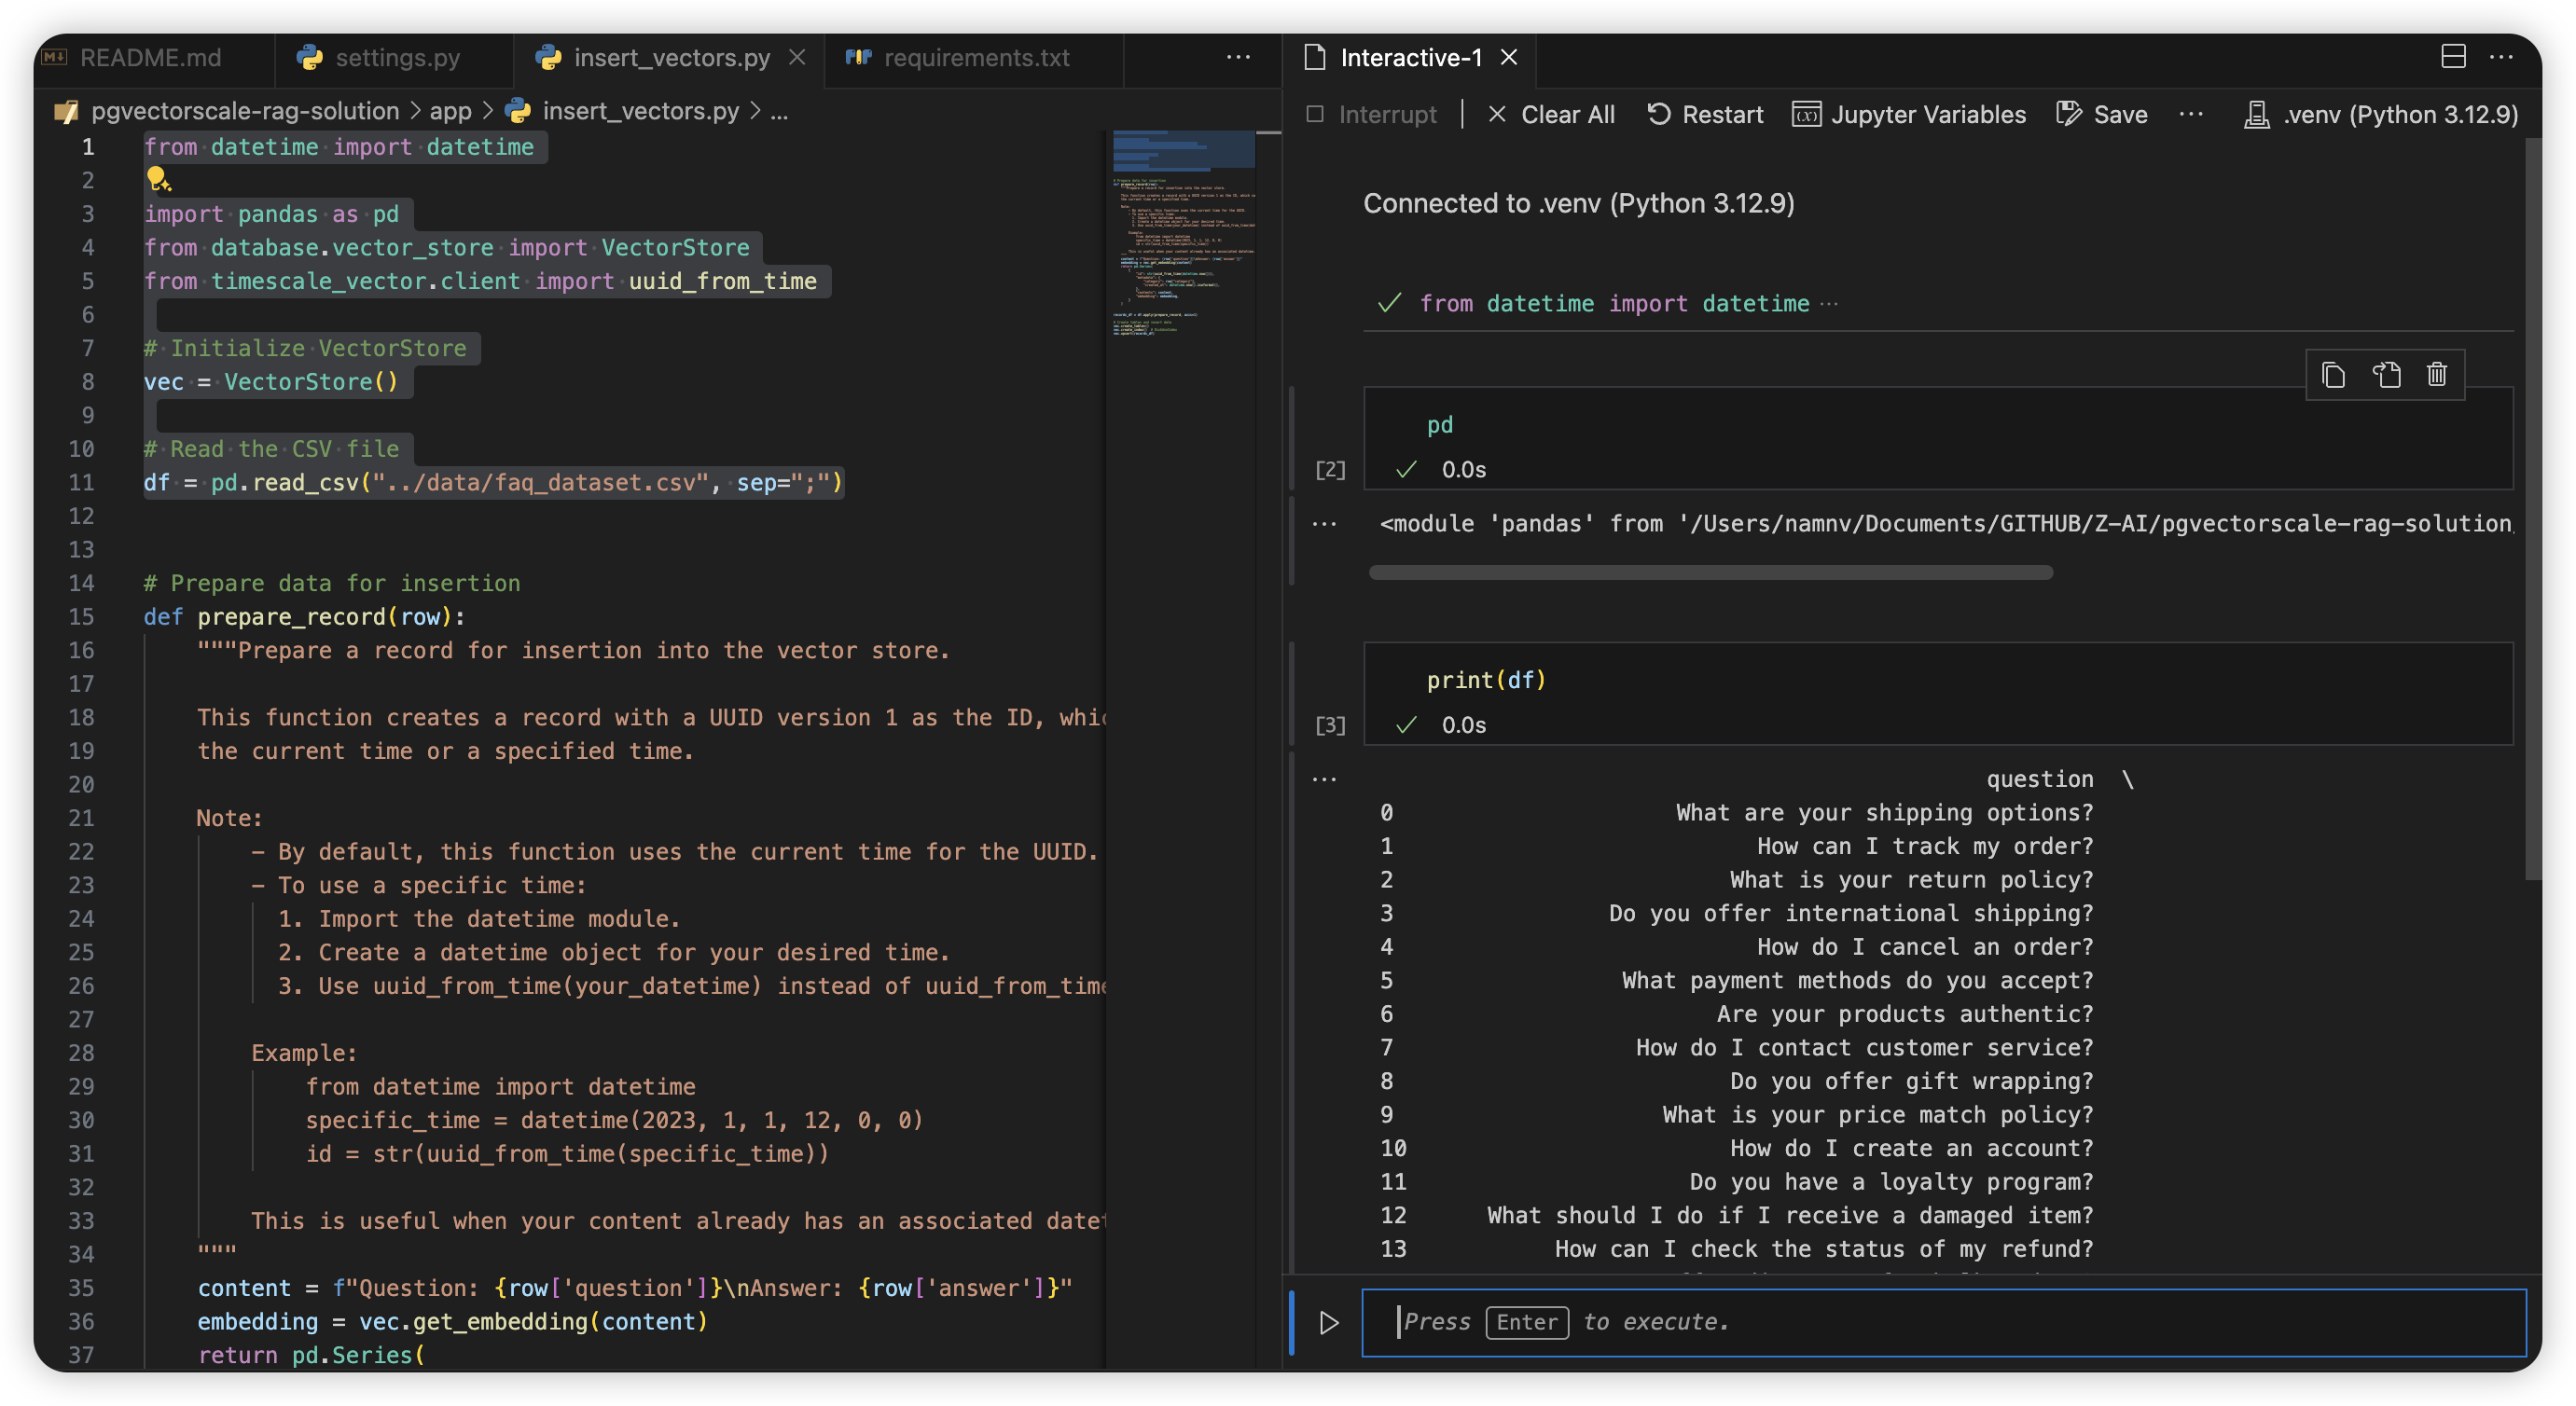 README.md
settings.py
insert_vectors.py
requirements.txt
pgvectorscale-rag-solution > app > insert_vectors.py > ...
1 from datetime import datetime
2
3 import pandas as pd
4 from database.vector_store import VectorStore
5 from timescale_vector.client import uuid_from_time
6
7 # Initialize VectorStore
8 vec = VectorStore()
9
10 # Read the CSV file
11 df = pd.read_csv("../data/faq_dataset.csv", sep=";")
12
13
14 # Prepare data for insertion
15 def prepare_record(row):
16 """Prepare a record for insertion into the vector store.
17
18 This function creates a record with a UUID version 1 as the ID,
19 the current time or a specified time.
20
21 Note:
22 - By default, this function uses the current time for the UUID.
23 - To use a specific time:
24 1. Import the datetime module.
25 2. Create a datetime object for your desired time.
26 3. Use uuid_from_time(your_datetime) instead of uuid_from_time
27
28 Example:
29 from datetime import datetime
30 specific_time = datetime(2023, 1, 1, 12, 0, 0)
31 id = str(uuid_from_time(specific_time))
32
33 This is useful when your content already has an associated
34 """
35 content = f"Question: {row['question']}\nAnswer: {row['answer']}"
36 embedding = vec.get_embedding(content)
37 return pd.Series(
Interactive-1
Interrupt | Clear All Restart Jupyter Variables Save ... .venv (Python 3.12.9)
Connected to .venv (Python 3.12.9)
from datetime import datetime ...
pd
[2] 0.0s
... <module 'pandas' from '/Users/namnv/Documents/GITHUB/Z-AI/pgvectorscale-rag-solution
print(df)
[3] 0.0s
... question \
0 What are your shipping options?
1 How can I track my order?
2 What is your return policy?
3 Do you offer international shipping?
4 How do I cancel an order?
5 What payment methods do you accept?
6 Are your products authentic?
7 How do I contact customer service?
8 Do you offer gift wrapping?
9 What is your price match policy?
10 How do I create an account?
11 Do you have a loyalty program?
12 What should I do if I receive a damaged item?
13 How can I check the status of my refund?
Press Enter to execute.